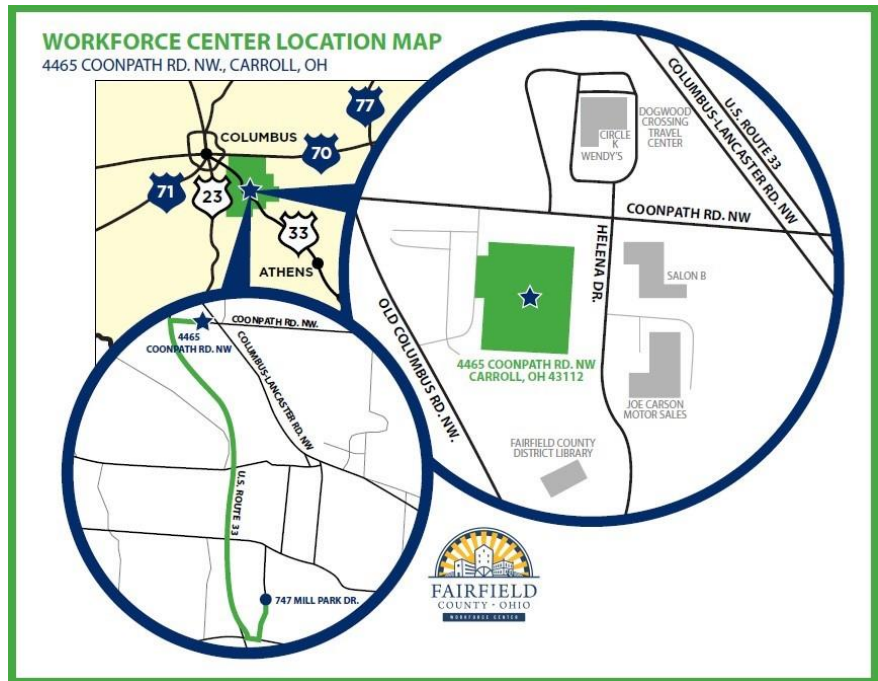 WORKFORCE CENTER LOCATION MAP
4465 COONPATH RD. NW., CARROLL, OH
77
COLUMBUS
70
71
23
33
ATHENS
COLUMBUS-LANCASTER RD. NW
U.S. ROUTE 33
DOGWOOD
CROSSING
TRAVEL
CENTER
CIRCLE
K
WENDY'S
COONPATH RD. NW
HELENA DR.
SALON B
OLD COLUMBUS RD. NW.
4465 COONPATH RD. NW
CARROLL, OH 43112
JOE CARSON
MOTOR SALES
FAIRFIELD COUNTY
DISTRICT LIBRARY
COONPATH RD. NW.
4465
COONPATH RD. NW
COLUMBUS-LANCASTER RD. NW
U.S. ROUTE 33
747 MILL PARK DR.
FAIRFIELD
COUNTY • OHIO
WORKFORCE CENTER